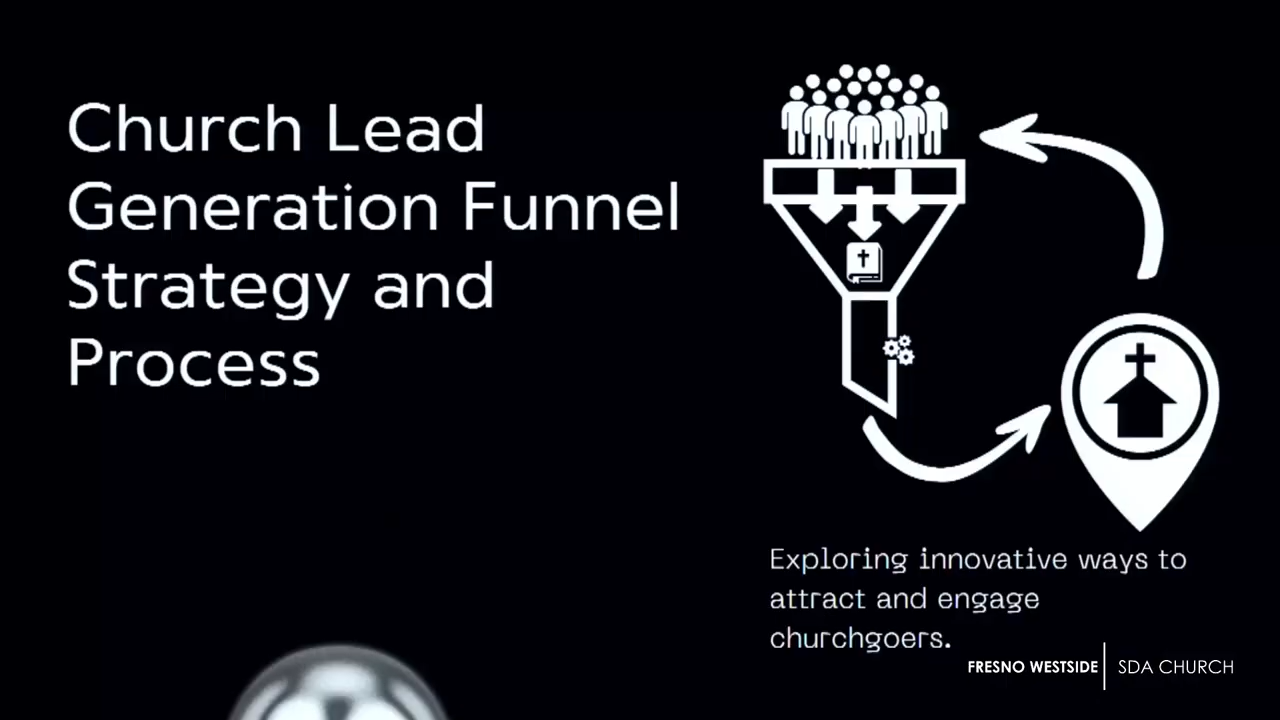 Church Lead
Generation Funnel
Strategy and
Process
Exploring innovative ways to
attract and engage
churchgoers.
FRESNO WESTSIDE SDA CHURCH